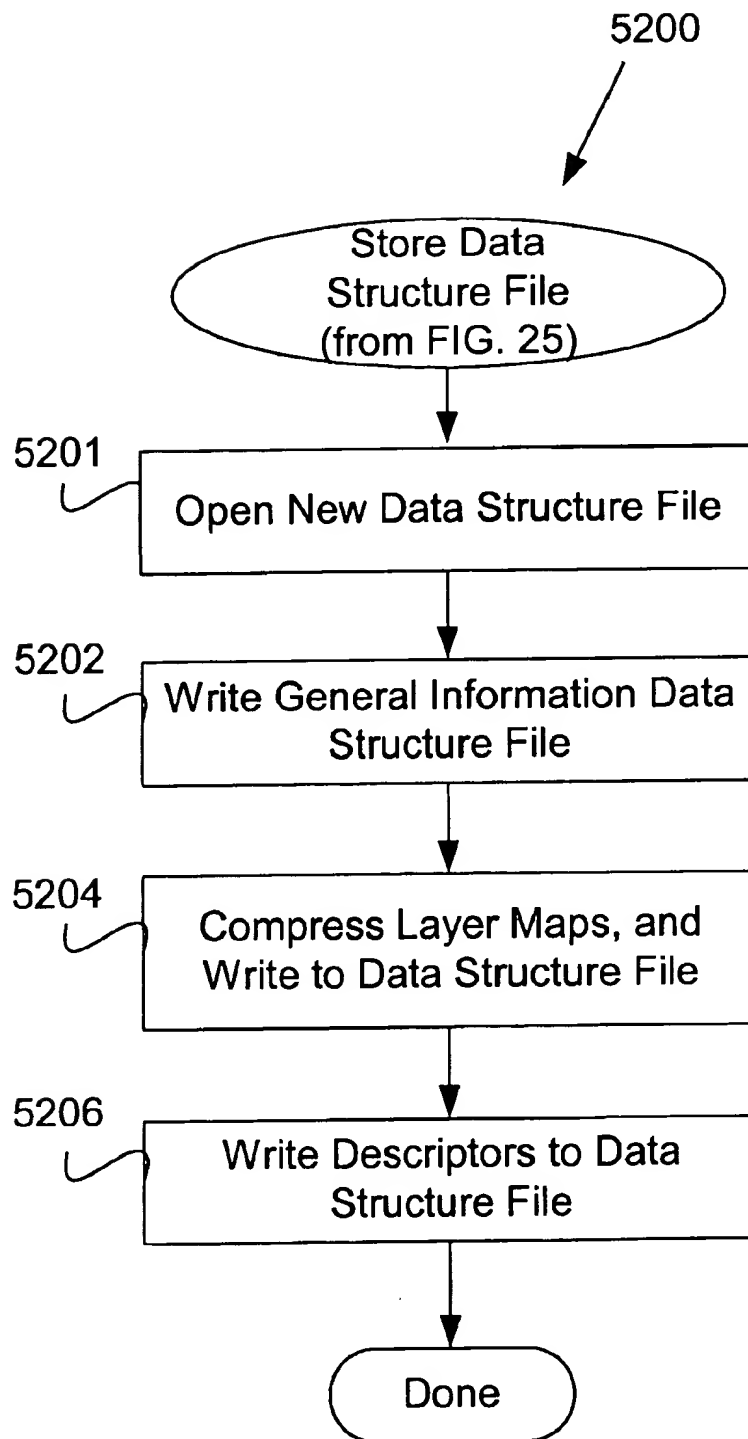 5200
Store Data
Structure File
(from FIG. 25)
5201
Open New Data Structure File
5202
Write General Information Data
Structure File
5204
Compress Layer Maps, and
Write to Data Structure File
5206
Write Descriptors to Data
Structure File
Done